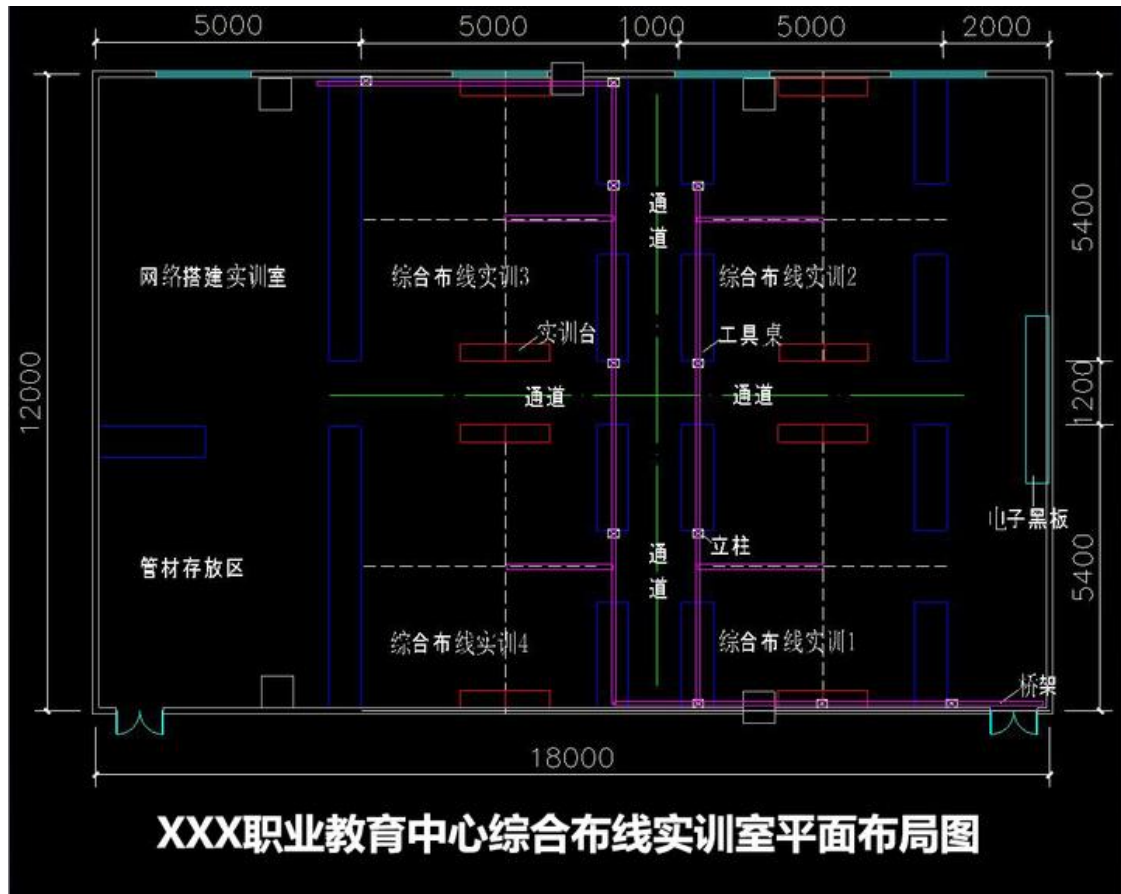 5000 5000 1000 5000 2000
通道
5400
网络搭建实训室
综合布线实训3
综合布线实训2
实训台
工具桌
12000
通道
通道
1200
电子黑板
立柱
管材存放区
通道
5400
综合布线实训4
综合布线实训1
桥架
18000
XXX职业教育中心综合布线实训室平面布局图